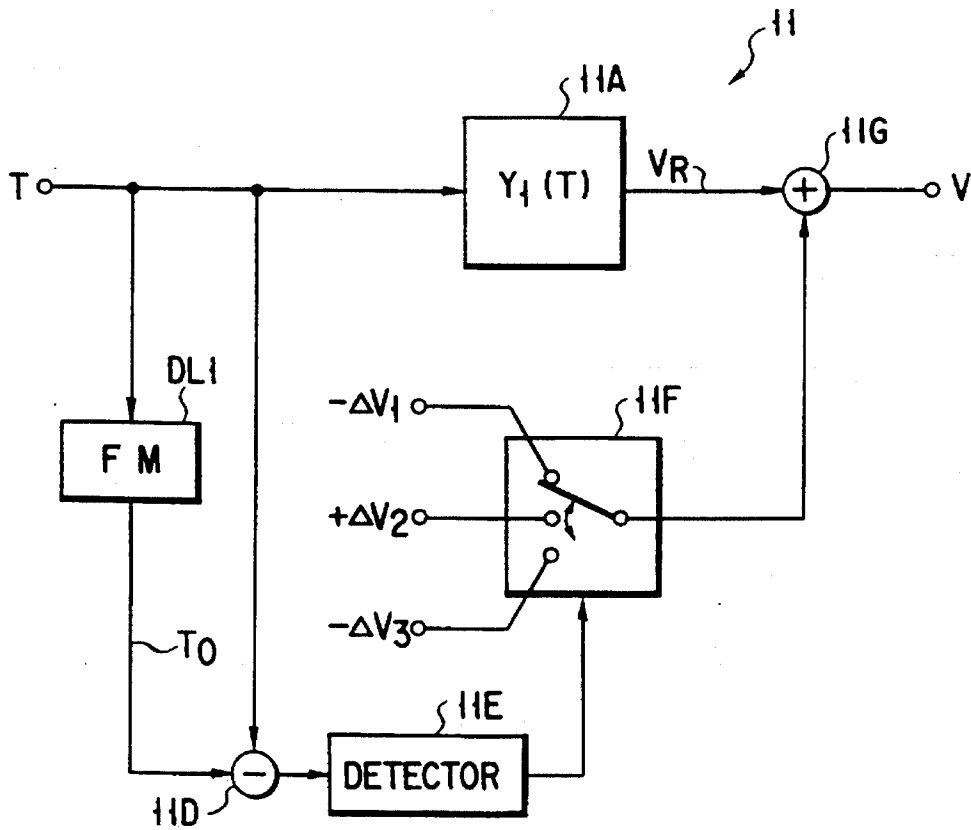 11
11A
11G
T
Y1 (T)
VR
+
V
DL1
F M
-ΔV1
11F
+ΔV2
-ΔV3
T0
11E
−
DETECTOR
11D